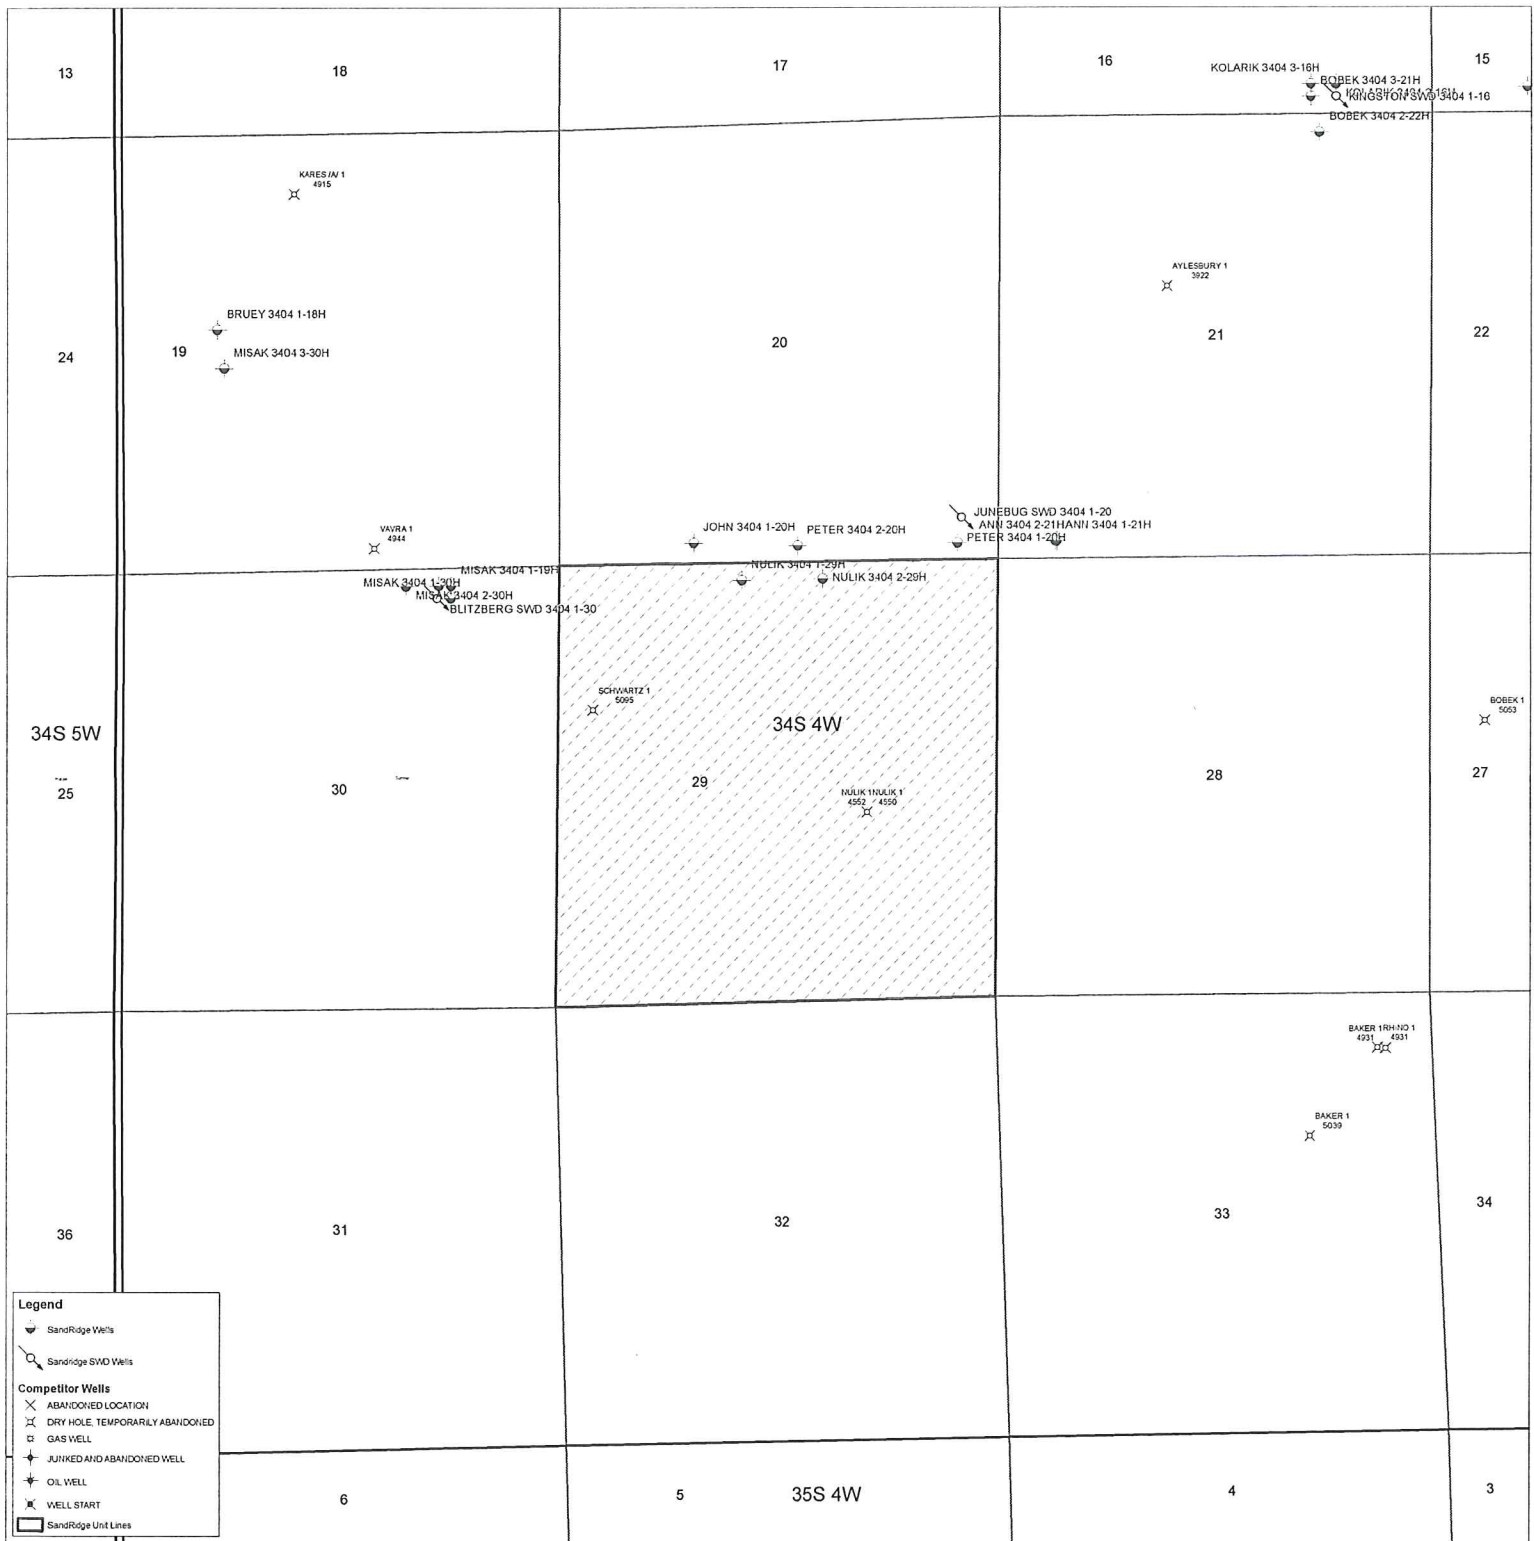 13
18
17
16
15
KOLARIK 3404 3-16H
BOBEK 3404 3-21H
KINGSTON SWD 3404 1-16
BOBEK 3404 2-22H
KARES /A/ 1
4915
AYLESBURY 1
3922
BRUEY 3404 1-18H
24
19
MISAK 3404 3-30H
20
21
22
VAVRA 1
4944
JOHN 3404 1-20H
PETER 3404 2-20H
JUNEBUG SWD 3404 1-20
ANN 3404 2-21H
ANN 3404 1-21H
PETER 3404 1-20H
MISAK 3404 1-19H
MISAK 3404 1-30H
MISAK 3404 2-30H
BLITZBERG SWD 3404 1-30
NULIK 3404 1-29H
NULIK 3404 2-29H
SCHWARTZ 1
5095
BOBEK 1
5053
34S 5W
34S 4W
25
30
29
28
27
NULIK 1
4552
NULIK 1
4550
BAKER 1
4931
RHINO 1
4931
BAKER 1
5039
36
31
32
33
34
Legend
SandRidge Wells
Sandridge SWD Wells
Competitor Wells
ABANDONED LOCATION
DRY HOLE, TEMPORARILY ABANDONED
GAS WELL
JUNKED AND ABANDONED WELL
OIL WELL
WELL START
SandRidge Unit Lines
6
5
35S 4W
4
3